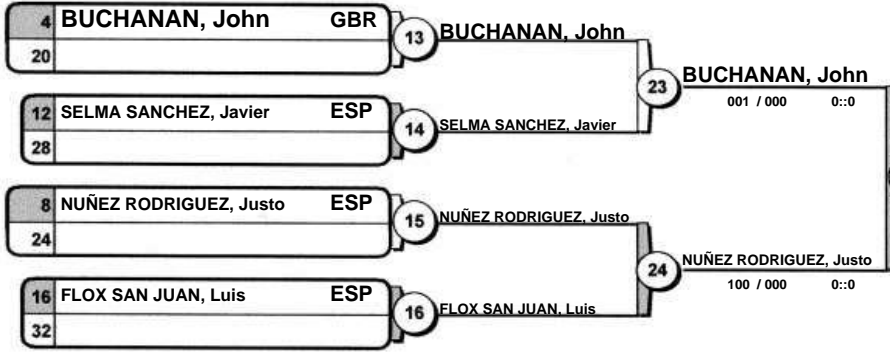 4 BUCHANAN, John GBR
20
13 BUCHANAN, John
12 SELMA SANCHEZ, Javier ESP
28
14 SELMA SANCHEZ, Javier
23 BUCHANAN, John
001 / 000 0::0
8 NUÑEZ RODRIGUEZ, Justo ESP
24
15 NUÑEZ RODRIGUEZ, Justo
16 FLOX SAN JUAN, Luis ESP
32
16 FLOX SAN JUAN, Luis
24 NUÑEZ RODRIGUEZ, Justo
100 / 000 0::0